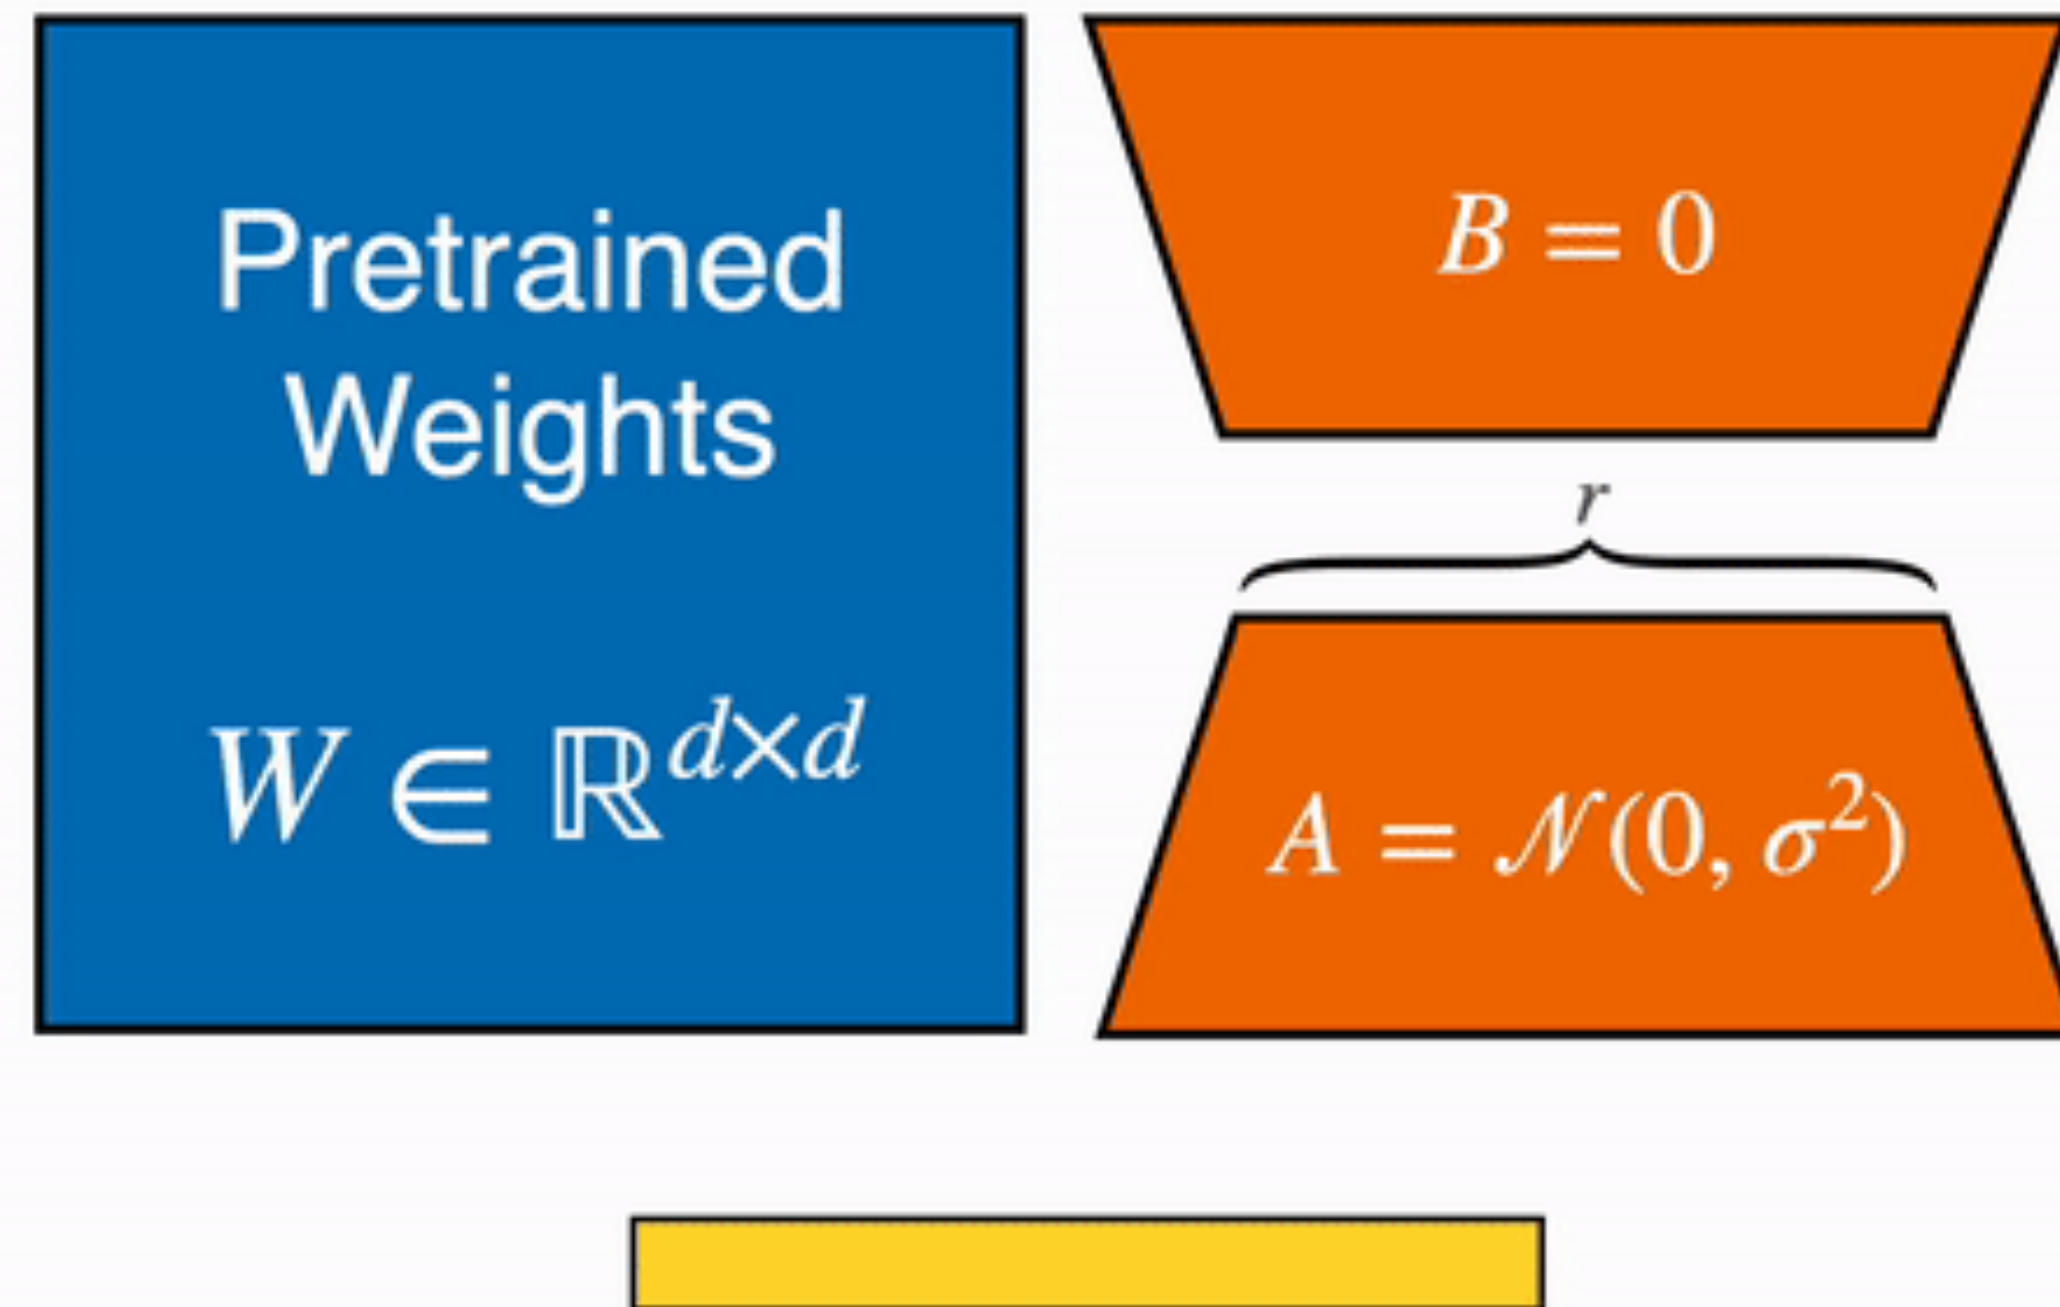 Pretrained
Weights
W ∈ ℝ^{d×d}
B = 0
r
A = 𝒩(0, σ²)